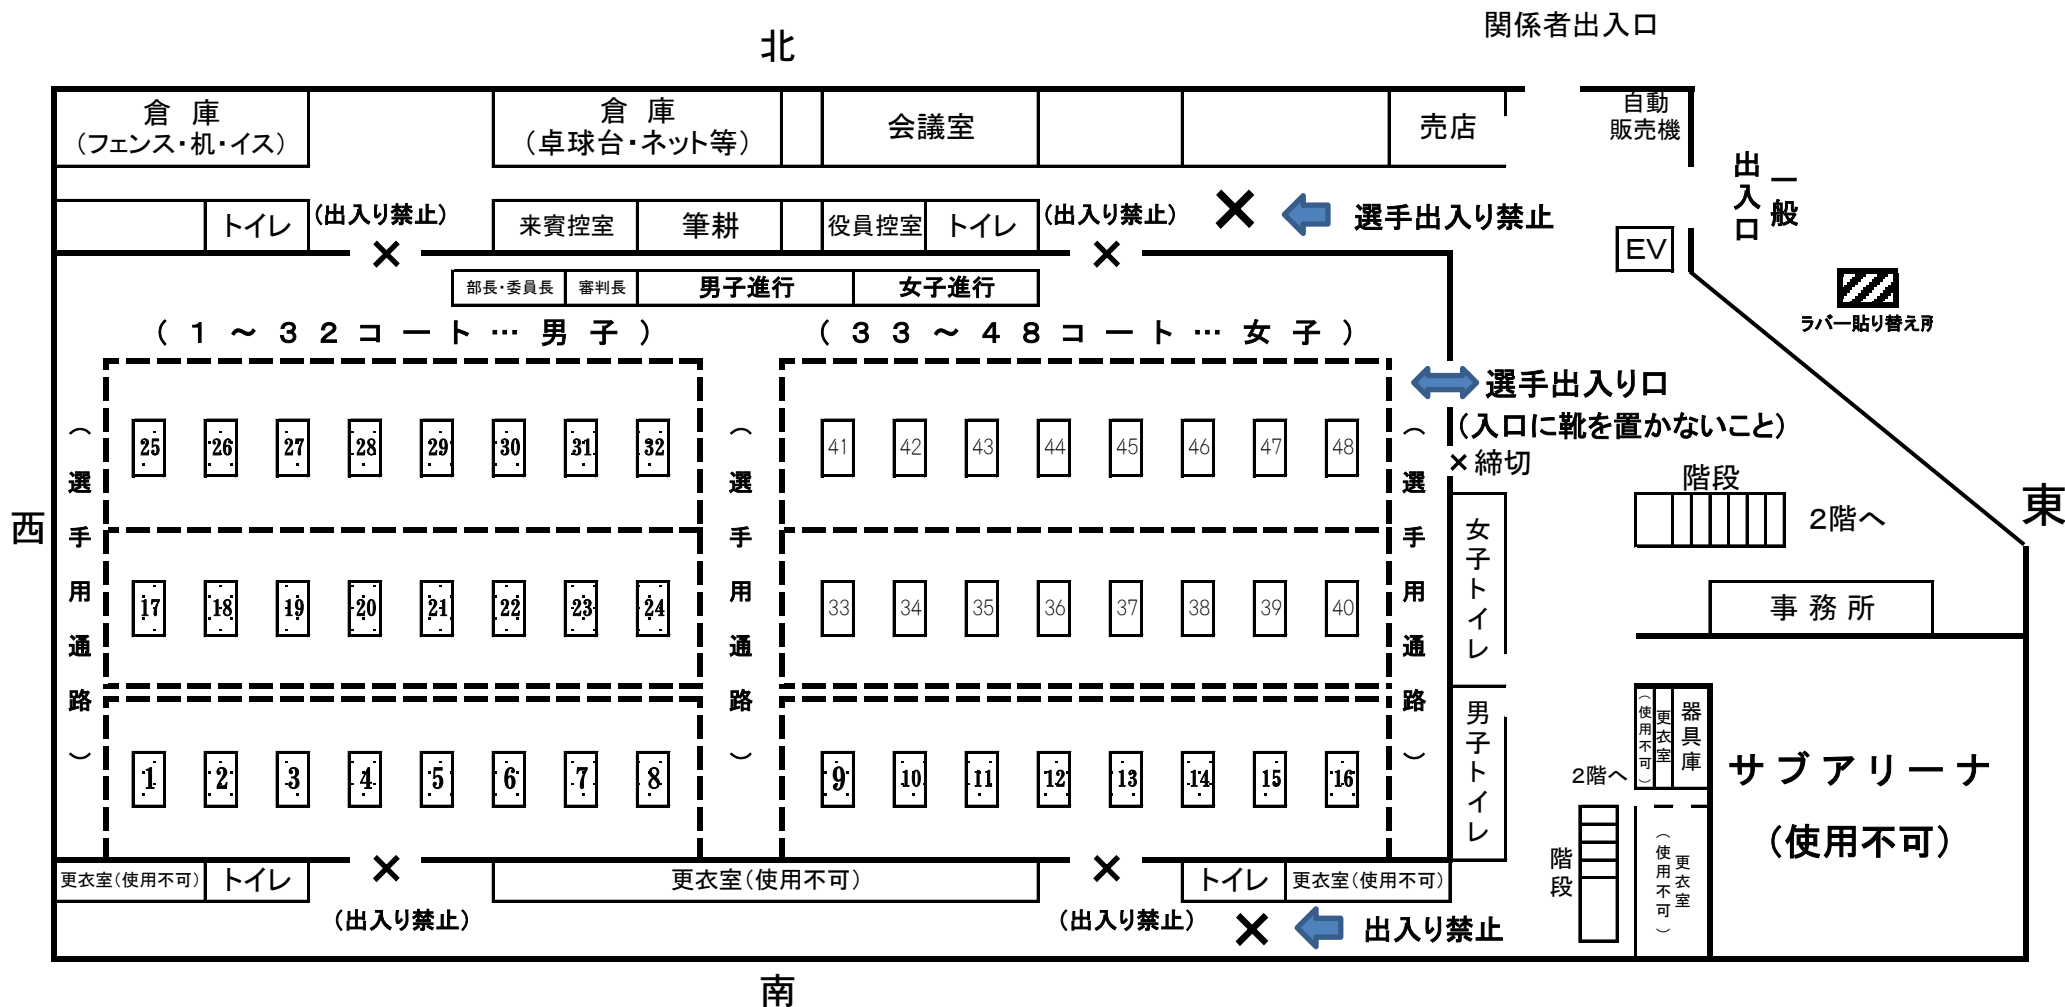 関係者出入口
北
倉 庫
（フェンス・机・イス）
倉 庫
（卓球台・ネット等）
会議室
売店
自動
販売機
一般
出入口
トイレ
（出入り禁止）
×
来賓控室
筆耕
役員控室
トイレ
（出入り禁止）
×
×
選手出入り禁止
EV
ラバー貼り替え所
部長・委員長
審判長
男子進行
女子進行
（１～３２コート…男子）
（３３～４８コート…女子）
選手出入り口
（入口に靴を置かないこと）
×締切
西
東
（選手用通路）
（選手用通路）
（選手用通路）
25 26 27 28 29 30 31 32
41 42 43 44 45 46 47 48
17 18 19 20 21 22 23 24
33 34 35 36 37 38 39 40
1 2 3 4 5 6 7 8
9 10 11 12 13 14 15 16
階段
2階へ
女子トイレ
男子トイレ
事務所
器具庫
更衣室
（使用不可）
2階へ
階段
更衣室
（使用不可）
サブアリーナ
（使用不可）
更衣室（使用不可）
トイレ
×
（出入り禁止）
更衣室（使用不可）
×
（出入り禁止）
トイレ
更衣室（使用不可）
×
出入り禁止
南